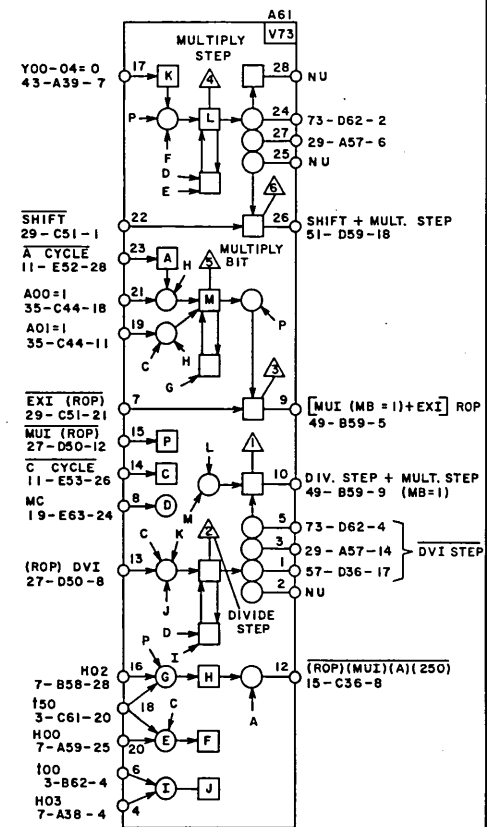 A61
V73
MULTIPLY
STEP
Y00-04=0
43-A39-7
17
K
4
28
NU
P
L
24
73-D62-2
27
29-A57-6
F
25
NU
D
E
6
SHIFT
29-C51-1
22
26
SHIFT + MULT. STEP
51-D59-18
A CYCLE
11-E52-28
23
A
H
MULTIPLY
BIT
5
A00=1
35-C44-18
21
M
A01=1
35-C44-11
19
P
C
H
G
3
EXI (ROP)
29-C51-21
7
9
[MUI (MB=1)+EXI] ROP
49-B59-5
MUI (ROP)
27-D50-12
15
P
C CYCLE
11-E53-26
14
C
L
1
10
DIV. STEP + MULT. STEP
49-B59-9 (MB=1)
MC
19-E63-24
8
D
M
5
73-D62-4
C
K
2
3
29-A57-14
DVI STEP
(ROP) DVI
27-D50-8
13
1
57-D36-17
J
2
NU
D
I
DIVIDE
STEP
P
H02
7-B58-28
16
G
H
12
(ROP)(MUI)(A)(250)
15-C36-8
t50
3-C61-20
18
C
A
H00
7-A59-25
20
E
F
t00
3-B62-4
6
I
J
H03
7-A38-4
4